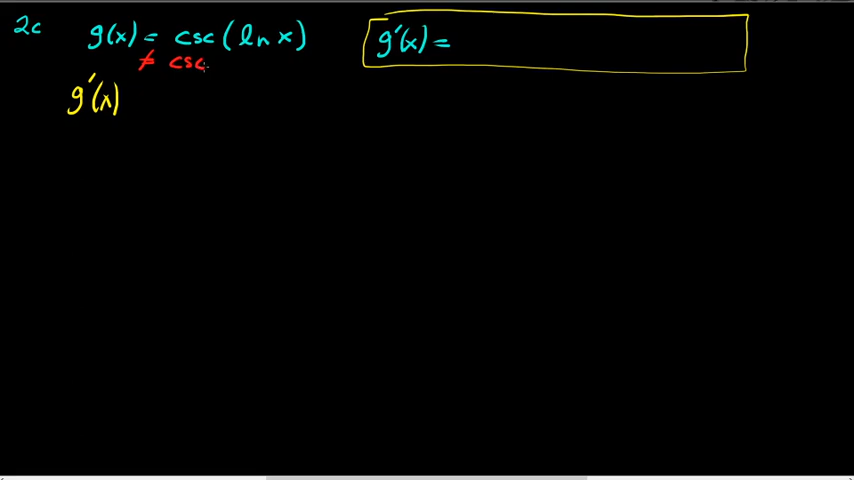 2c g(x) = csc(ln x) g'(x) =
≠ csc
g'(x)